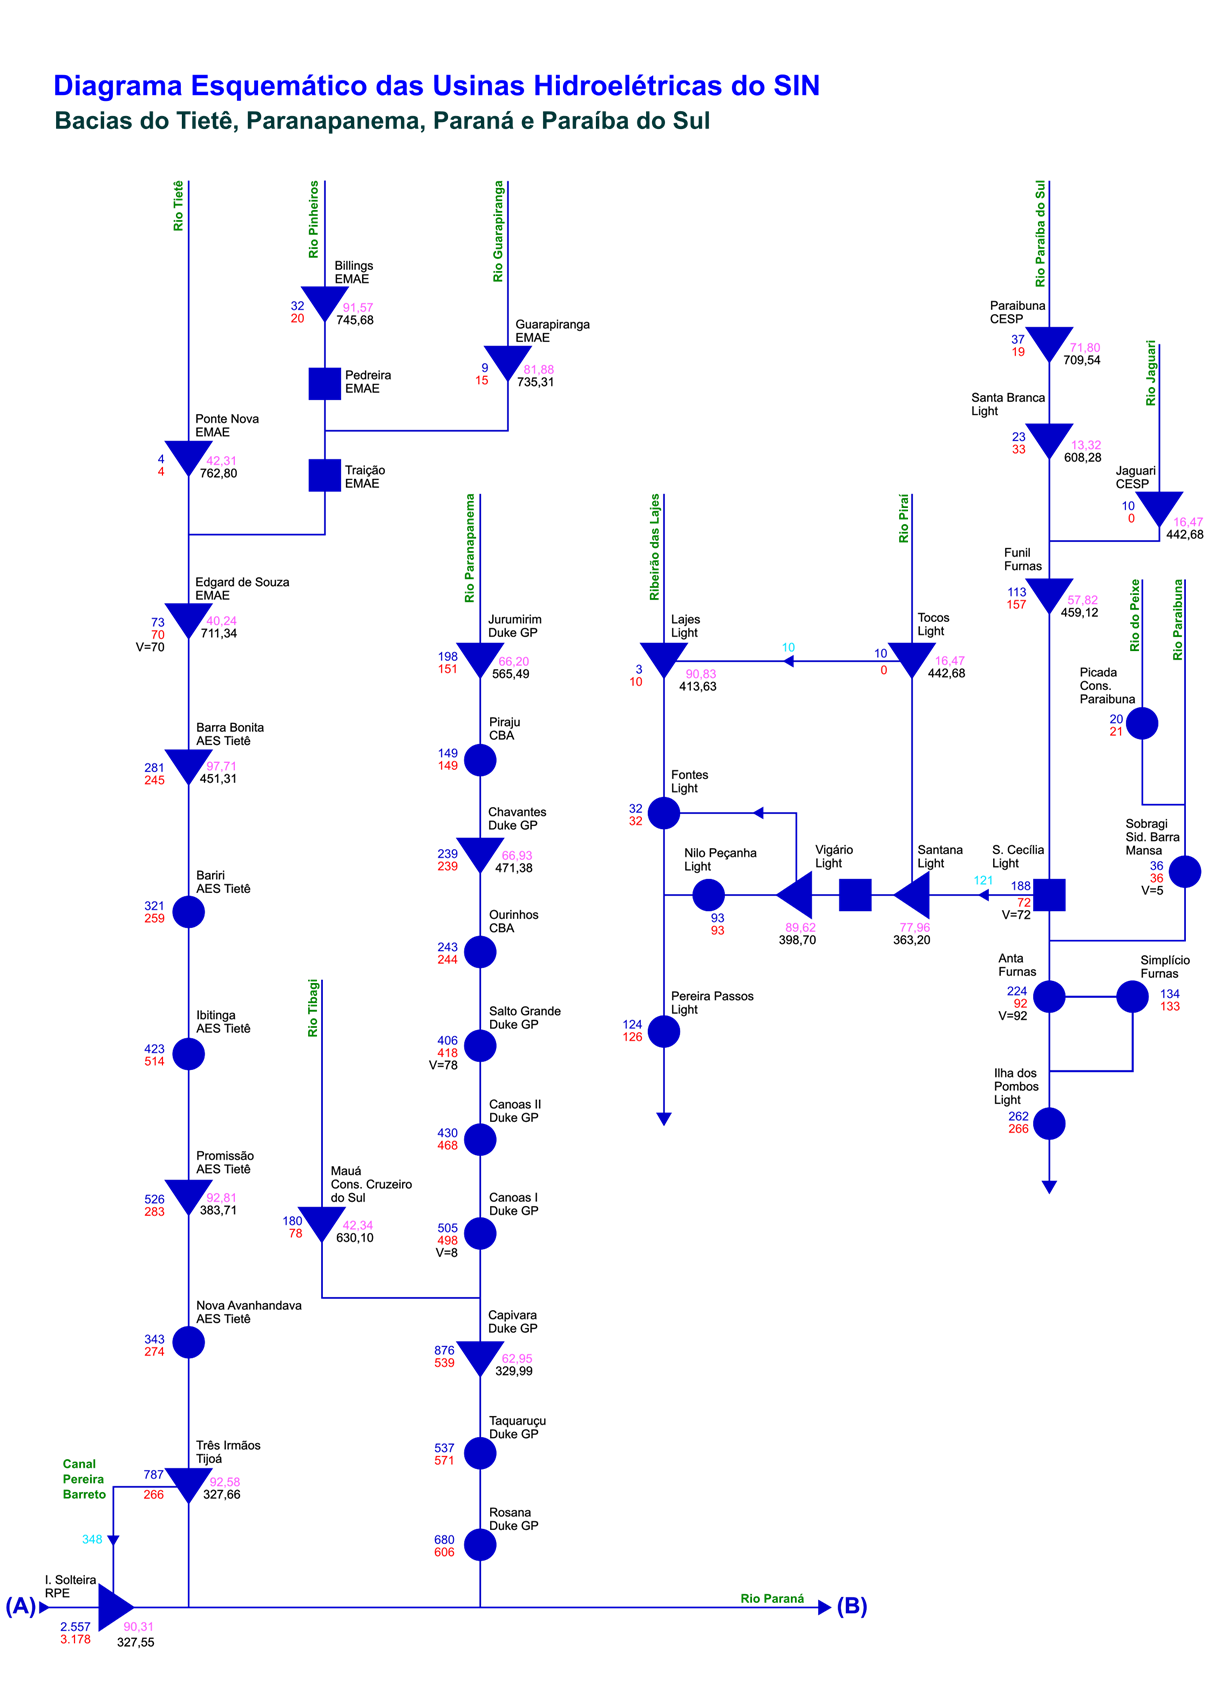 Diagrama Esquemático das Usinas Hidroelétricas do SIN
Bacias do Tietê, Paranapanema, Paraná e Paraíba do Sul
Rio Tietê
Ponte Nova
EMAE
4
4
42,31
762,80
Edgard de Souza
EMAE
73
70
V=70
40,24
711,34
Barra Bonita
AES Tietê
281
245
97,71
451,31
Bariri
AES Tietê
321
259
Ibitinga
AES Tietê
423
514
Promissão
AES Tietê
526
283
92,81
383,71
Nova Avanhandava
AES Tietê
343
274
Três Irmãos
Tijoá
787
266
92,58
327,66
Canal
Pereira
Barreto
348
I. Solteira
RPE
(A)
2.557
3.178
90,31
327,55
Rio Paraná
(B)
Rio Pinheiros
Billings
EMAE
32
20
91,57
745,68
Pedreira
EMAE
Traição
EMAE
Rio Guarapiranga
Guarapiranga
EMAE
9
15
81,88
735,31
Rio Tibagi
Mauá
Cons. Cruzeiro
do Sul
180
78
42,34
630,10
Rio Paranapanema
Jurumirim
Duke GP
198
151
66,20
565,49
Piraju
CBA
149
149
Chavantes
Duke GP
239
239
66,93
471,38
Ourinhos
CBA
243
244
Salto Grande
Duke GP
406
418
V=78
Canoas II
Duke GP
430
468
Canoas I
Duke GP
505
498
V=8
Capivara
Duke GP
876
539
62,95
329,99
Taquaruçu
Duke GP
537
571
Rosana
Duke GP
680
606
Ribeirão das Lajes
Lajes
Light
3
10
90,83
413,63
10
Fontes
Light
32
32
Nilo Peçanha
Light
93
93
Vigário
Light
89,62
398,70
Pereira Passos
Light
124
126
Rio Piraí
Tocos
Light
10
0
16,47
442,68
Santana
Light
77,96
363,20
121
Rio Paraíba do Sul
Paraibuna
CESP
37
19
71,80
709,54
Santa Branca
Light
23
33
13,32
608,28
Rio Jaguari
Jaguari
CESP
10
0
16,47
442,68
Funil
Furnas
113
157
57,82
459,12
S. Cecília
Light
188
72
V=72
Rio do Peixe
Rio Paraibuna
Picada
Cons.
Paraibuna
20
21
Sobragi
Sid. Barra
Mansa
36
36
V=5
Anta
Furnas
224
92
V=92
Simplício
Furnas
134
133
Ilha dos
Pombos
Light
262
266